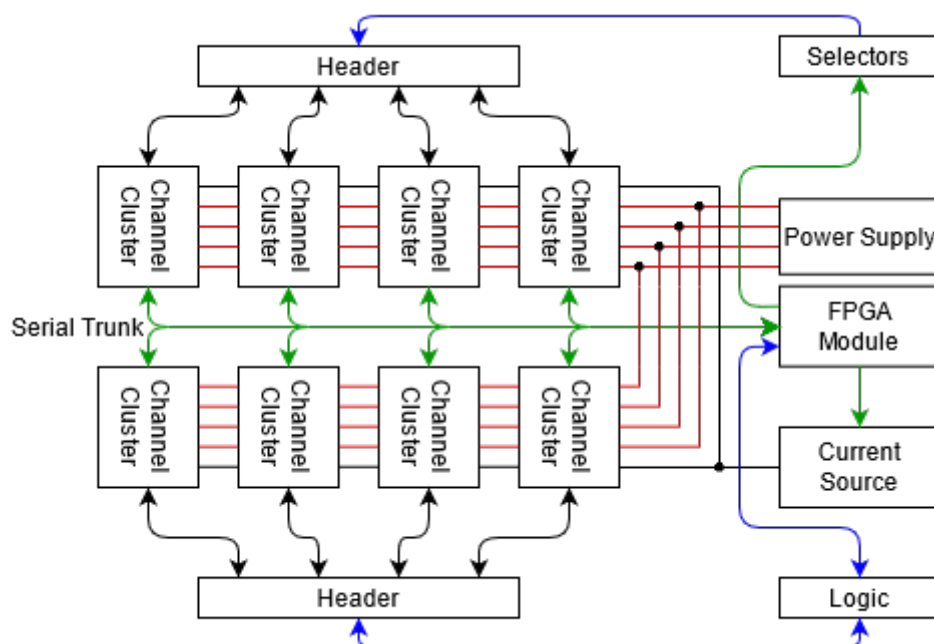 Header
Selectors
Channel
Cluster
Channel
Cluster
Channel
Cluster
Channel
Cluster
Power Supply
Serial Trunk
FPGA
Module
Channel
Cluster
Channel
Cluster
Channel
Cluster
Channel
Cluster
Current
Source
Header
Logic